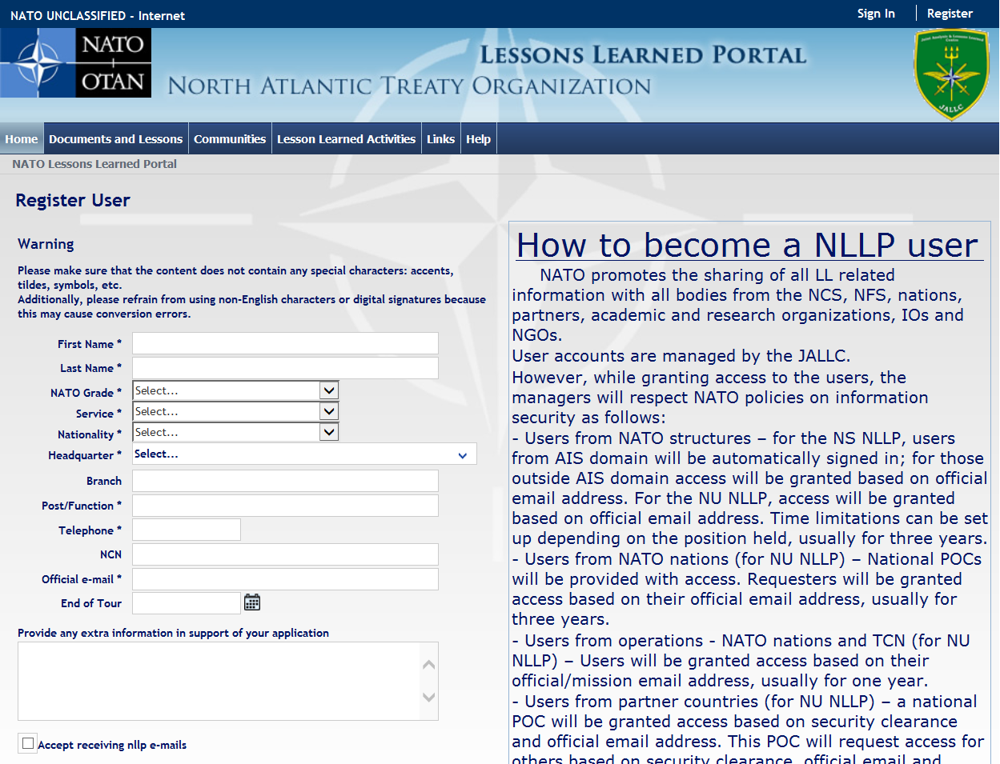 NATO UNCLASSIFIED - Internet
Sign In
Register
NATO
OTAN
LESSONS LEARNED PORTAL
NORTH ATLANTIC TREATY ORGANIZATION
Joint Analysis & Lessons Learned
Centre
JALLC
Home
Documents and Lessons
Communities
Lesson Learned Activities
Links
Help
NATO Lessons Learned Portal
Register User
Warning
Please make sure that the content does not contain any special characters: accents,
tildes, symbols, etc.
Additionally, please refrain from using non-English characters or digital signatures because
this may cause conversion errors.
First Name *
Last Name *
NATO Grade * Select...
Service * Select...
Nationality * Select...
Headquarter * Select...
Branch
Post/Function *
Telephone *
NCN
Official e-mail *
End of Tour
Provide any extra information in support of your application
Accept receiving nllp e-mails
How to become a NLLP user
NATO promotes the sharing of all LL related
information with all bodies from the NCS, NFS, nations,
partners, academic and research organizations, IOs and
NGOs.
User accounts are managed by the JALLC.
However, while granting access to the users, the
managers will respect NATO policies on information
security as follows:
- Users from NATO structures – for the NS NLLP, users
from AIS domain will be automatically signed in; for those
outside AIS domain access will be granted based on official
email address. For the NU NLLP, access will be granted
based on official email address. Time limitations can be set
up depending on the position held, usually for three years.
- Users from NATO nations (for NU NLLP) – National POCs
will be provided with access. Requesters will be granted
access based on their official email address, usually for
three years.
- Users from operations - NATO nations and TCN (for NU
NLLP) – Users will be granted access based on their
official/mission email address, usually for one year.
- Users from partner countries (for NU NLLP) – a national
POC will be granted access based on security clearance
and official email address. This POC will request access for
others based on security clearance, official email and